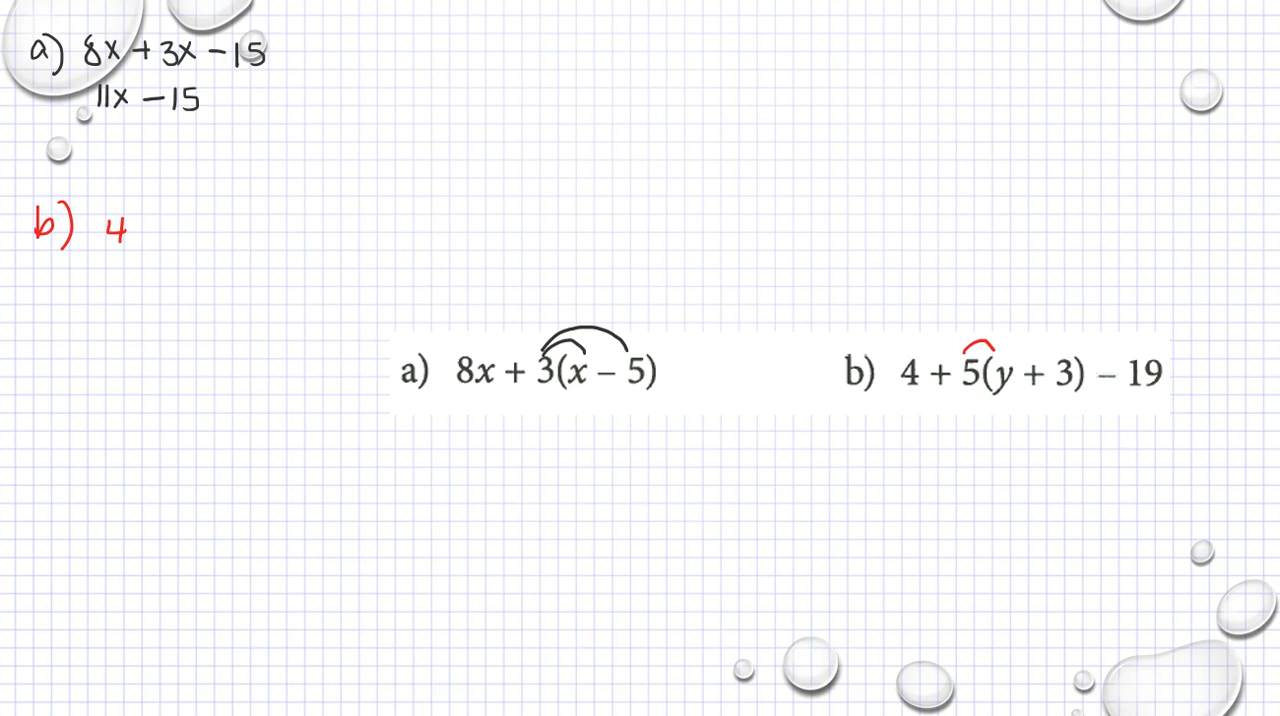 a) 8x + 3x - 15
11x - 15
b) 4
a) 8x + 3(x – 5)
b) 4 + 5(y + 3) – 19